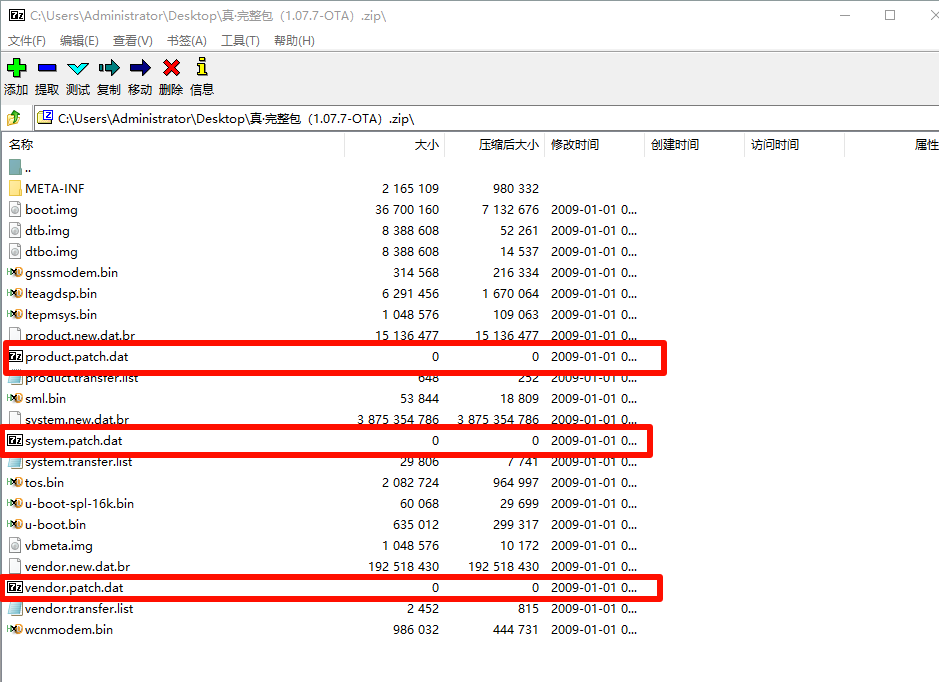 C:\Users\Administrator\Desktop\真·完整包（1.07.7-OTA）.zip\
文件(F) 编辑(E) 查看(V) 书签(A) 工具(T) 帮助(H)
添加 提取 测试 复制 移动 删除 信息
C:\Users\Administrator\Desktop\真·完整包（1.07.7-OTA）.zip\
名称 大小 压缩后大小 修改时间 创建时间 访问时间 属性
..
META-INF 2 165 109 980 332
boot.img 36 700 160 7 132 676 2009-01-01 0...
dtb.img 8 388 608 52 261 2009-01-01 0...
dtbo.img 8 388 608 14 537 2009-01-01 0...
gnssmodem.bin 314 568 216 334 2009-01-01 0...
lteagdsp.bin 6 291 456 1 670 064 2009-01-01 0...
ltepmsys.bin 1 048 576 109 063 2009-01-01 0...
product.new.dat.br 15 136 477 15 136 477 2009-01-01 0...
product.patch.dat 0 0 2009-01-01 0...
product.transfer.list 648 252 2009-01-01 0...
sml.bin 53 844 18 809 2009-01-01 0...
system.new.dat.br 3 875 354 786 3 875 354 786 2009-01-01 0...
system.patch.dat 0 0 2009-01-01 0...
system.transfer.list 29 806 7 741 2009-01-01 0...
tos.bin 2 082 724 964 997 2009-01-01 0...
u-boot-spl-16k.bin 60 068 29 699 2009-01-01 0...
u-boot.bin 635 012 299 317 2009-01-01 0...
vbmeta.img 1 048 576 10 172 2009-01-01 0...
vendor.new.dat.br 192 518 430 192 518 430 2009-01-01 0...
vendor.patch.dat 0 0 2009-01-01 0...
vendor.transfer.list 2 452 815 2009-01-01 0...
wcnmodem.bin 986 032 444 731 2009-01-01 0...